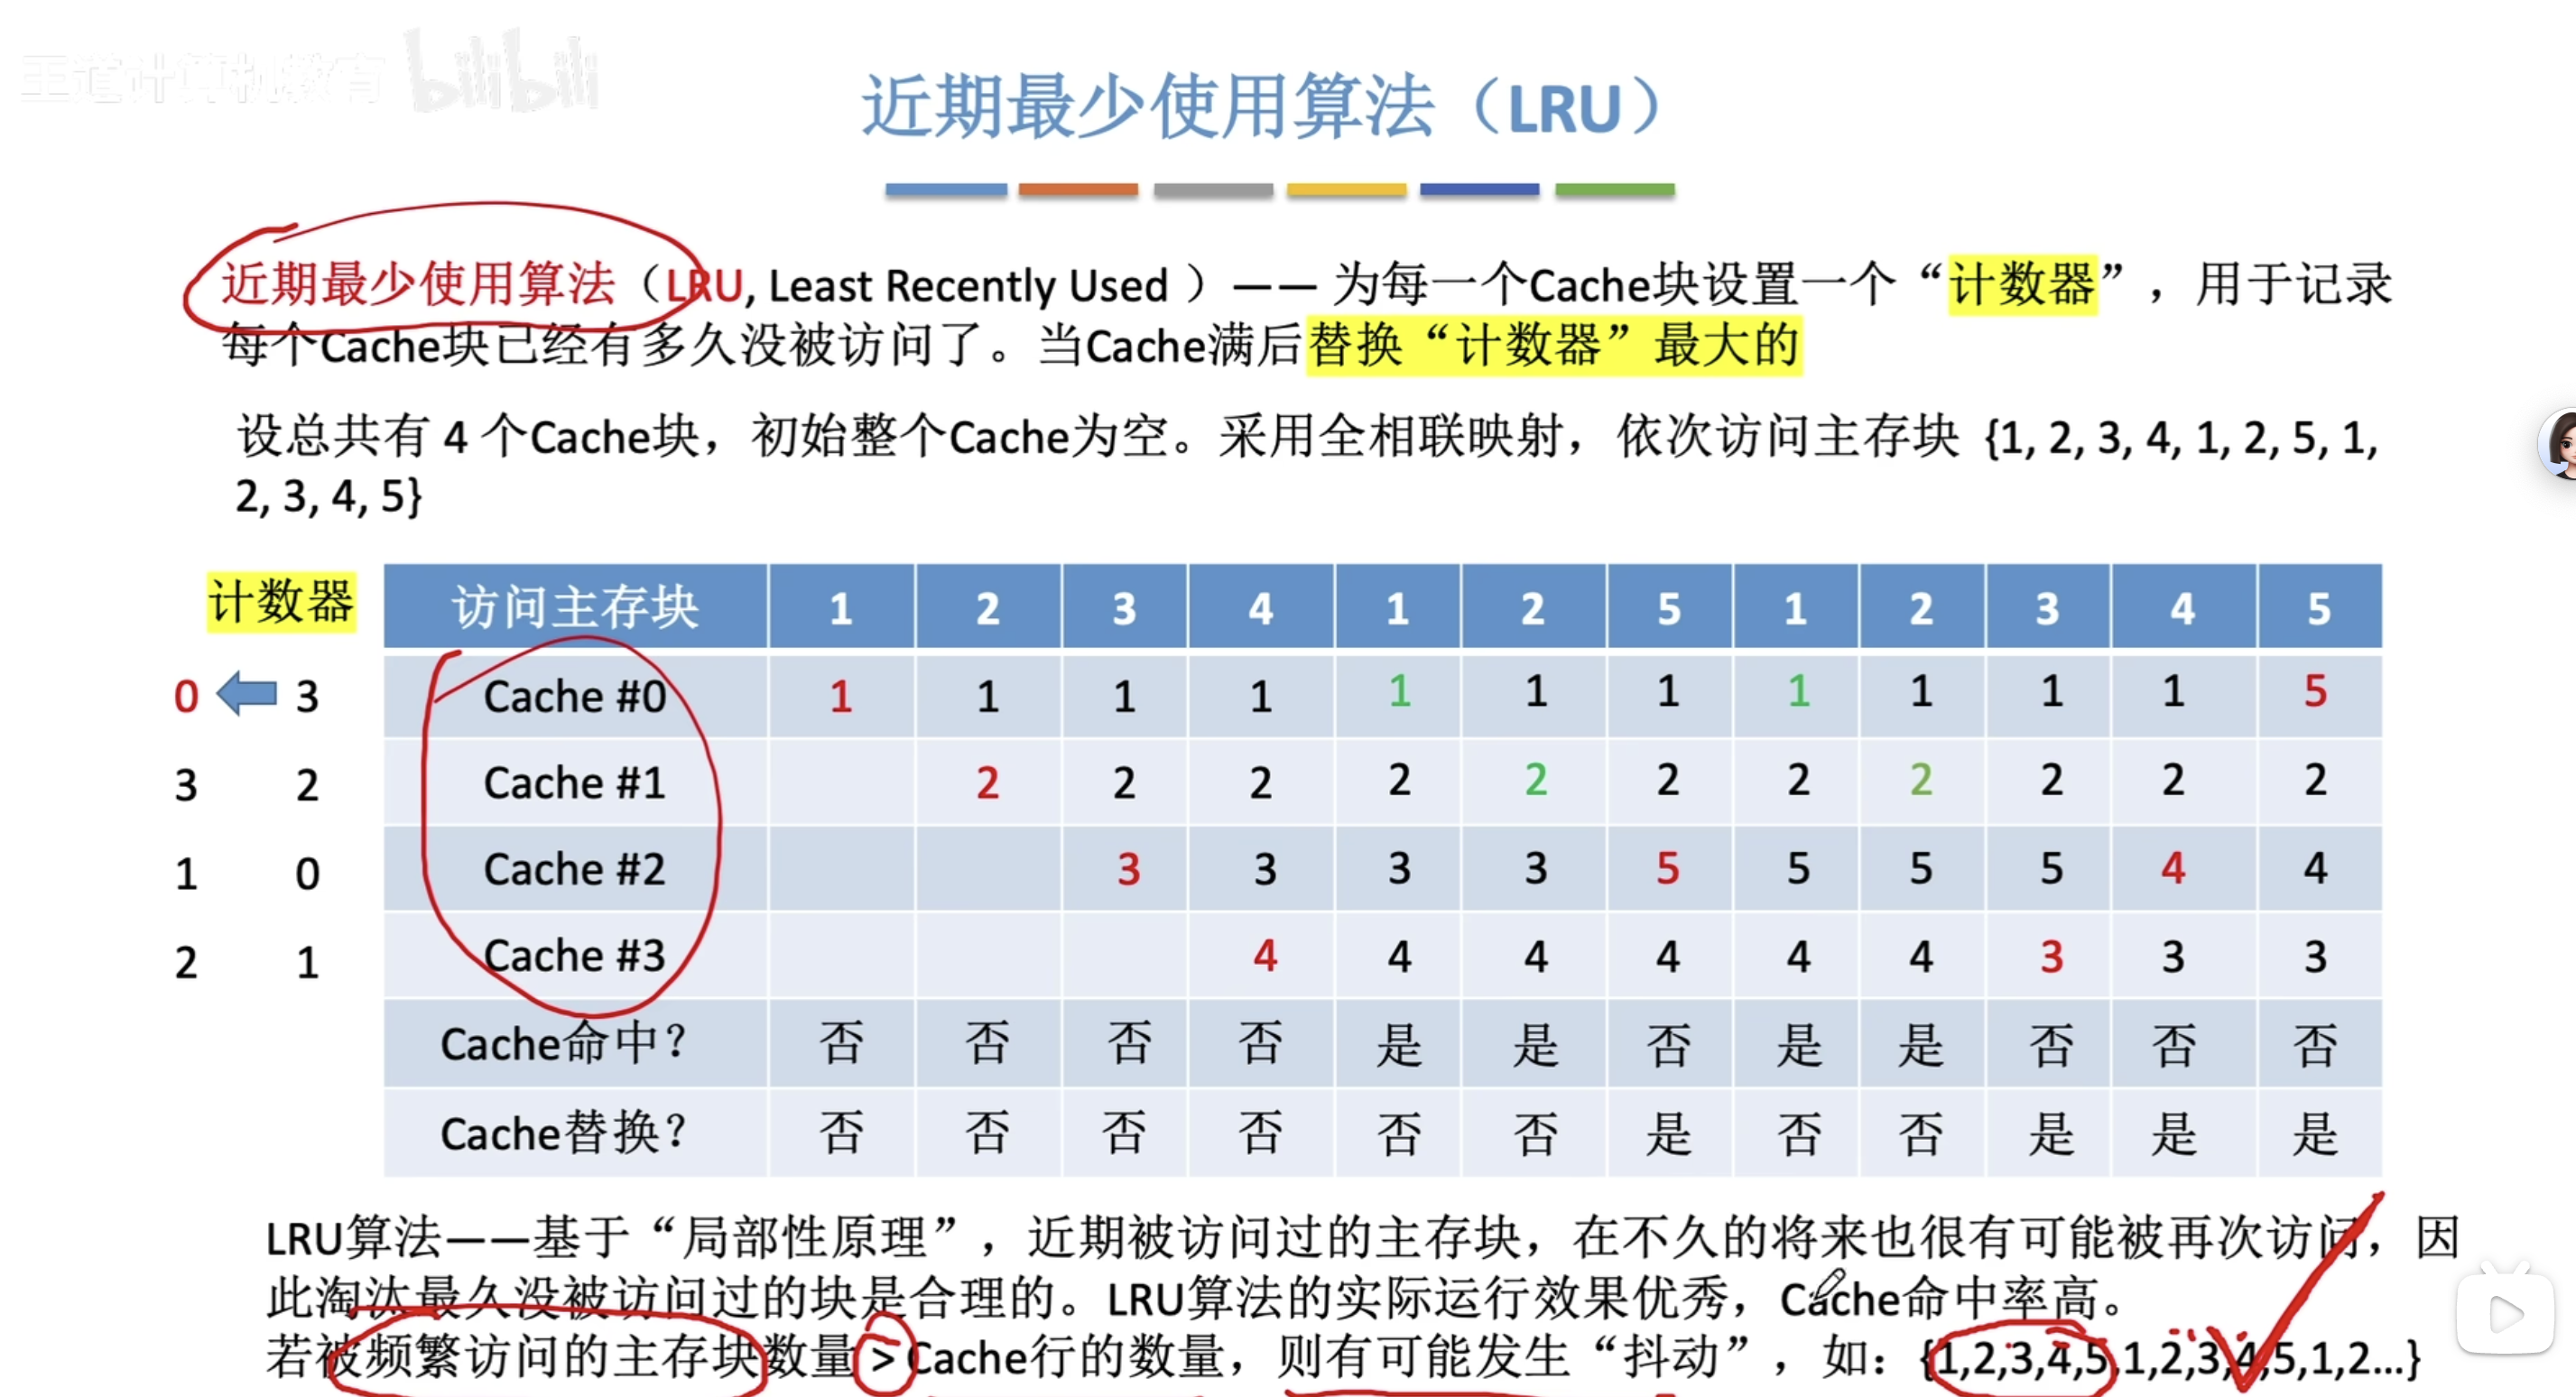 王道计算机教育 bilibili
近期最少使用算法（LRU）
近期最少使用算法（LRU, Least Recently Used ）—— 为每一个Cache块设置一个“计数器”，用于记录
每个Cache块已经有多久没被访问了。当Cache满后替换“计数器”最大的
设总共有 4 个Cache块，初始整个Cache为空。采用全相联映射，依次访问主存块 {1, 2, 3, 4, 1, 2, 5, 1,
2, 3, 4, 5}
计数器 访问主存块 1 2 3 4 1 2 5 1 2 3 4 5
0 3 Cache #0 1 1 1 1 1 1 1 1 1 1 1 5
3 2 Cache #1 2 2 2 2 2 2 2 2 2 2 2
1 0 Cache #2 3 3 3 3 5 5 5 5 4 4
2 1 Cache #3 4 4 4 4 4 4 3 3 3
Cache命中？ 否 否 否 否 是 是 否 是 是 否 否 否
Cache替换？ 否 否 否 否 否 否 是 否 否 是 是 是
LRU算法——基于“局部性原理”，近期被访问过的主存块，在不久的将来也很有可能被再次访问，因
此淘汰最久没被访问过的块是合理的。LRU算法的实际运行效果优秀，Cache命中率高。
若被频繁访问的主存块数量 > Cache行的数量，则有可能发生“抖动”，如：{1,2,3,4,5,1,2,3,4,5,1,2...}